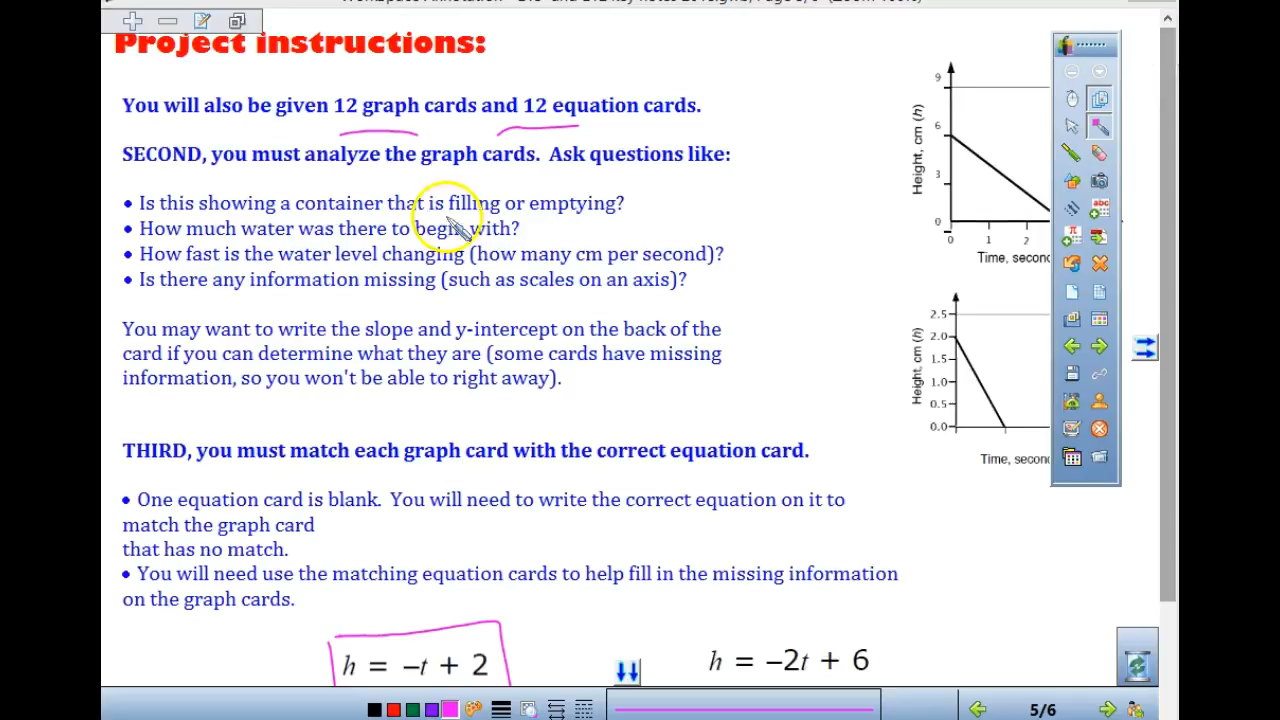 Project instructions:
You will also be given 12 graph cards and 12 equation cards.
SECOND, you must analyze the graph cards.  Ask questions like:
• Is this showing a container that is filling or emptying?
• How much water was there to begin with?
• How fast is the water level changing (how many cm per second)?
• Is there any information missing (such as scales on an axis)?
You may want to write the slope and y-intercept on the back of the
card if you can determine what they are (some cards have missing
information, so you won't be able to right away).
THIRD, you must match each graph card with the correct equation card.
• One equation card is blank.  You will need to write the correct equation on it to
match the graph card
that has no match.
• You will need use the matching equation cards to help fill in the missing information
on the graph cards.
h = –t + 2
h = –2t + 6
Height, cm (h)
9
6
3
0
0 1 2
Time, second
Height, cm (h)
2.5
2.0
1.5
1.0
0.5
0.0
Time, second
abc
π
5/6